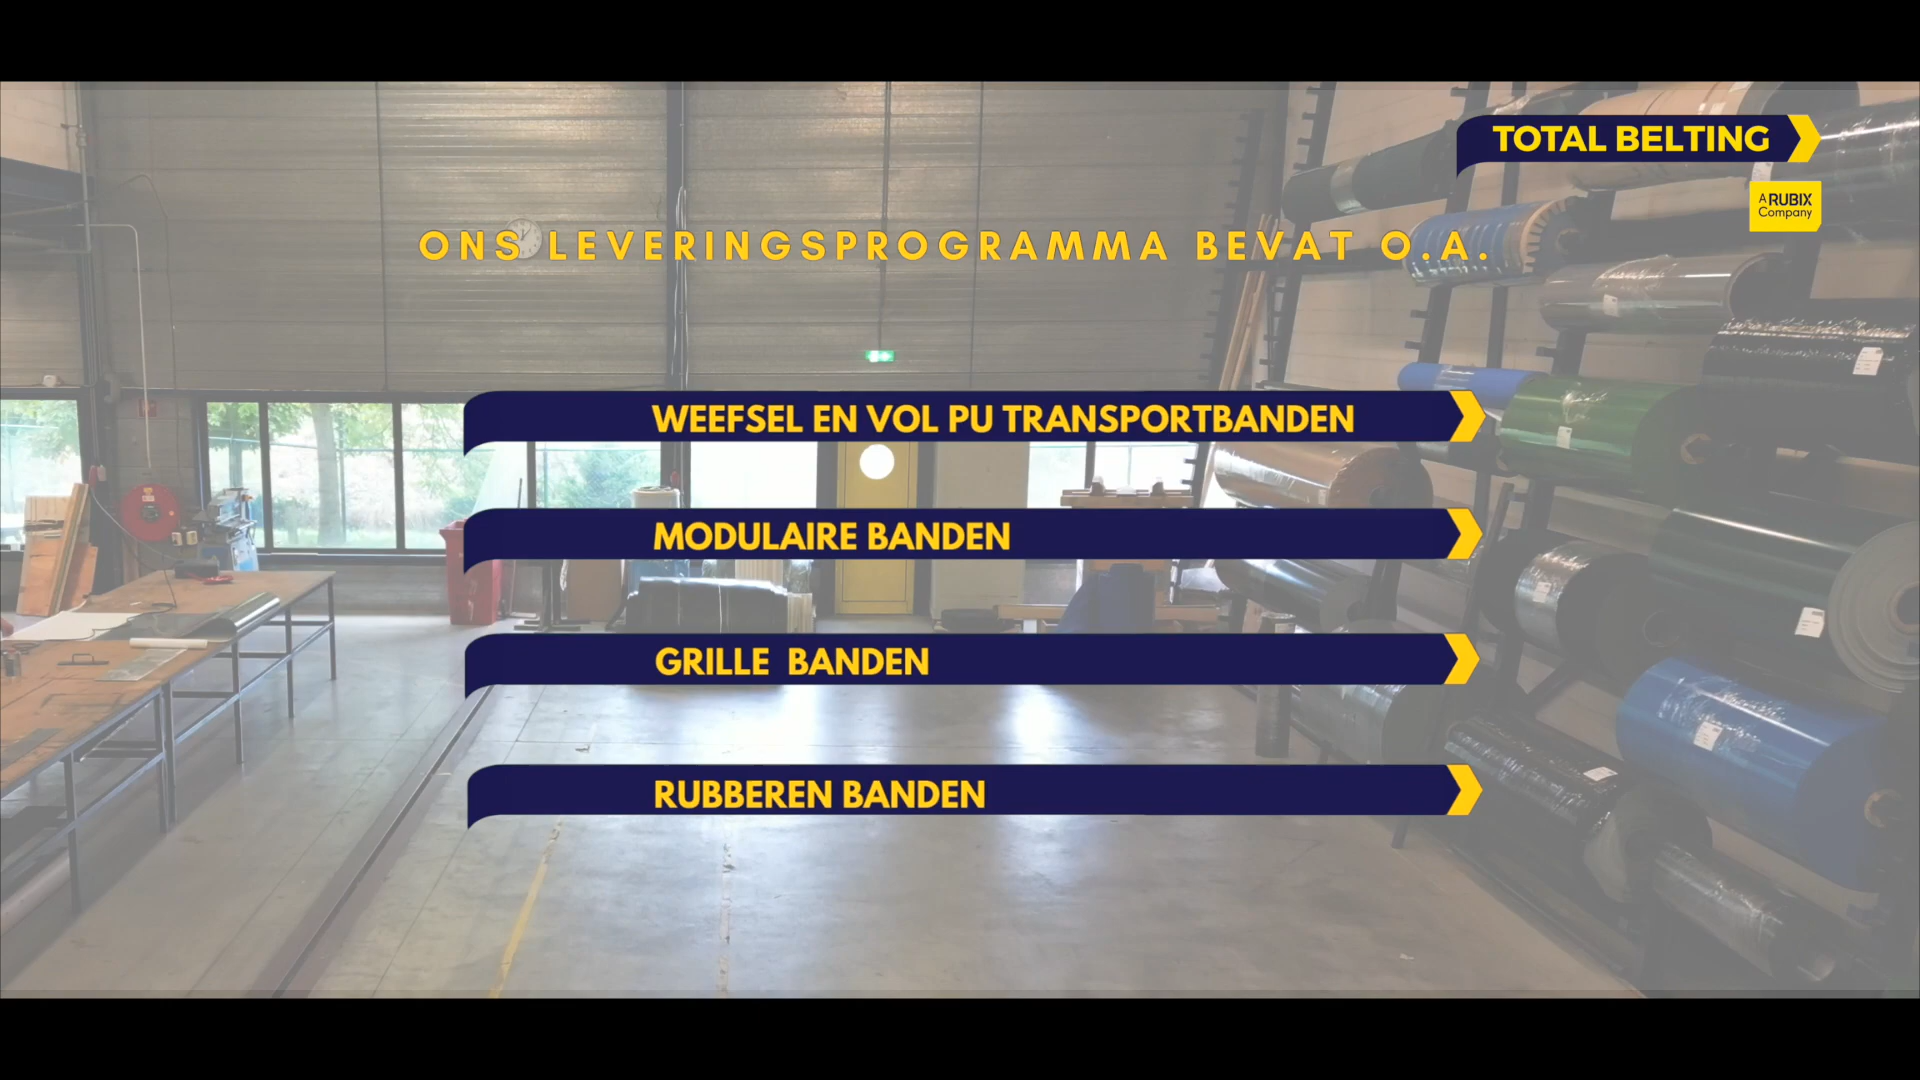 TOTAL BELTING
A RUBIX
Company
ONS LEVERINGSPROGRAMMA BEVAT O.A.
WEEFSEL EN VOL PU TRANSPORTBANDEN
MODULAIRE BANDEN
GRILLE BANDEN
RUBBEREN BANDEN